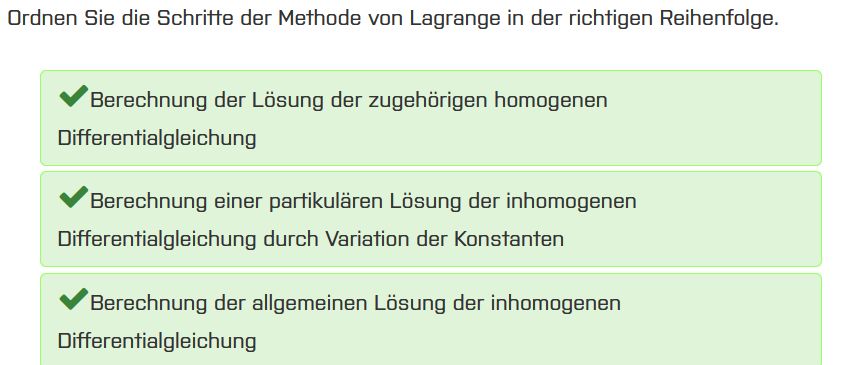 Ordnen Sie die Schritte der Methode von Lagrange in der richtigen Reihenfolge.
Berechnung der Lösung der zugehörigen homogenen
Differentialgleichung
Berechnung einer partikulären Lösung der inhomogenen
Differentialgleichung durch Variation der Konstanten
Berechnung der allgemeinen Lösung der inhomogenen
Differentialgleichung